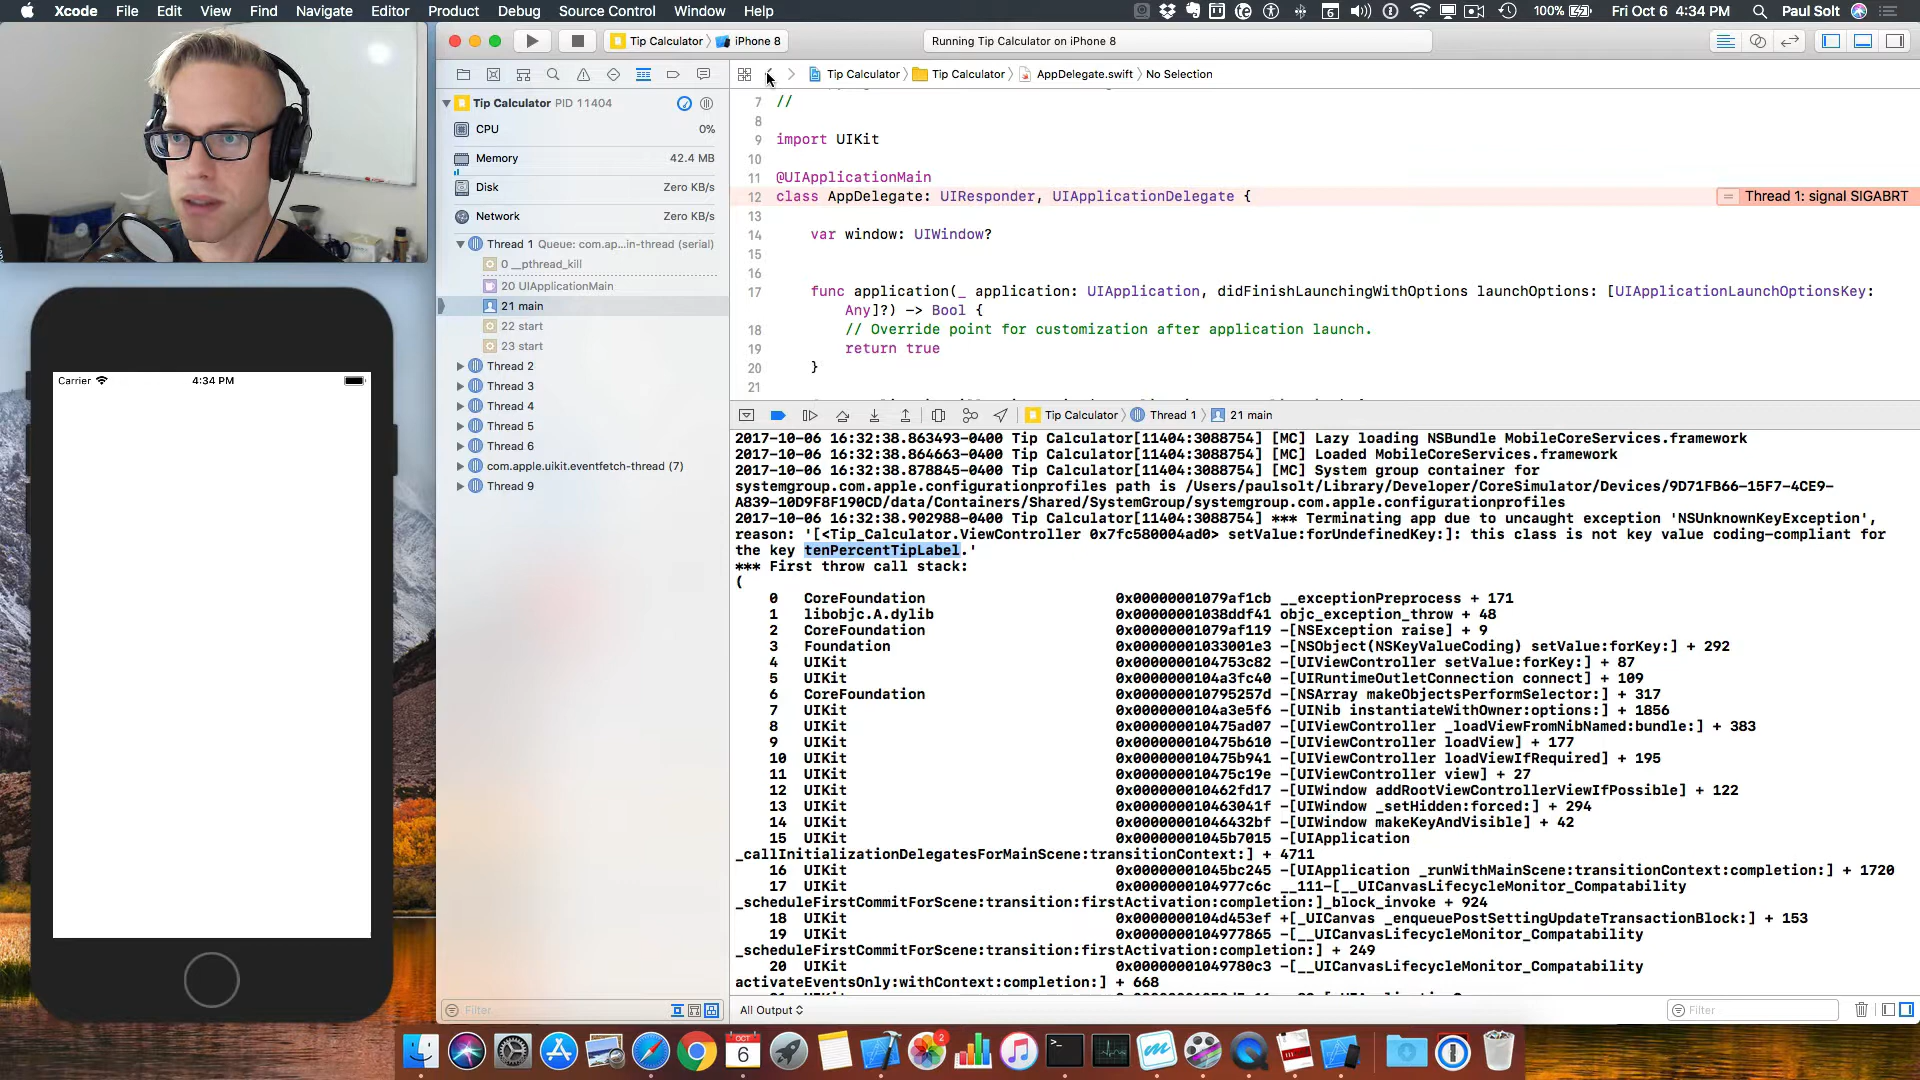 Xcode File Edit View Find Navigate Editor Product Debug Source Control Window Help
100% Fri Oct 6 4:34 PM Paul Solt
Tip Calculator iPhone 8
Running Tip Calculator on iPhone 8
Tip Calculator Tip Calculator AppDelegate.swift No Selection
Tip Calculator PID 11404
CPU 0%
Memory 42.4 MB
Disk Zero KB/s
Network Zero KB/s
Thread 1 Queue: com.ap...in-thread (serial)
0 __pthread_kill
20 UIApplicationMain
21 main
22 start
23 start
Thread 2
Thread 3
Thread 4
Thread 5
Thread 6
com.apple.uikit.eventfetch-thread (7)
Thread 9
Filter
7 //
8
9 import UIKit
10
11 @UIApplicationMain
12 class AppDelegate: UIResponder, UIApplicationDelegate {
Thread 1: signal SIGABRT
13
14 var window: UIWindow?
15
16
17 func application(_ application: UIApplication, didFinishLaunchingWithOptions launchOptions: [UIApplicationLaunchOptionsKey:
Any]?) -> Bool {
18 // Override point for customization after application launch.
19 return true
20 }
21
Tip Calculator Thread 1 21 main
2017-10-06 16:32:38.863493-0400 Tip Calculator[11404:3088754] [MC] Lazy loading NSBundle MobileCoreServices.framework
2017-10-06 16:32:38.864663-0400 Tip Calculator[11404:3088754] [MC] Loaded MobileCoreServices.framework
2017-10-06 16:32:38.878845-0400 Tip Calculator[11404:3088754] [MC] System group container for
systemgroup.com.apple.configurationprofiles path is /Users/paulsolt/Library/Developer/CoreSimulator/Devices/9D71FB66-15F7-4CE9-
A839-10D9F8F190CD/data/Containers/Shared/SystemGroup/systemgroup.com.apple.configurationprofiles
2017-10-06 16:32:38.902988-0400 Tip Calculator[11404:3088754] *** Terminating app due to uncaught exception 'NSUnknownKeyException',
reason: '[<Tip_Calculator.ViewController 0x7fc580004ad0> setValue:forUndefinedKey:]: this class is not key value coding-compliant for
the key tenPercentTipLabel.'
*** First throw call stack:
(
0 CoreFoundation 0x00000001079af1cb __exceptionPreprocess + 171
1 libobjc.A.dylib 0x00000001038ddf41 objc_exception_throw + 48
2 CoreFoundation 0x00000001079af119 -[NSException raise] + 9
3 Foundation 0x00000001033001e3 -[NSObject(NSKeyValueCoding) setValue:forKey:] + 292
4 UIKit 0x0000000104753c82 -[UIViewController setValue:forKey:] + 87
5 UIKit 0x0000000104a3fc40 -[UIRuntimeOutletConnection connect] + 109
6 CoreFoundation 0x000000010795257d -[NSArray makeObjectsPerformSelector:] + 317
7 UIKit 0x0000000104a3e5f6 -[UINib instantiateWithOwner:options:] + 1856
8 UIKit 0x000000010475ad07 -[UIViewController _loadViewFromNibNamed:bundle:] + 383
9 UIKit 0x000000010475b610 -[UIViewController loadView] + 177
10 UIKit 0x000000010475b941 -[UIViewController loadViewIfRequired] + 195
11 UIKit 0x000000010475c19e -[UIViewController view] + 27
12 UIKit 0x000000010462fd17 -[UIWindow addRootViewControllerViewIfPossible] + 122
13 UIKit 0x000000010463041f -[UIWindow _setHidden:forced:] + 294
14 UIKit 0x00000001046432bf -[UIWindow makeKeyAndVisible] + 42
15 UIKit 0x00000001045b7015 -[UIApplication
_callInitializationDelegatesForMainScene:transitionContext:] + 4711
16 UIKit 0x00000001045bc245 -[UIApplication _runWithMainScene:transitionContext:completion:] + 1720
17 UIKit 0x0000000104977c6c __111-[__UICanvasLifecycleMonitor_Compatability
_scheduleFirstCommitForScene:transition:firstActivation:completion:]_block_invoke + 924
18 UIKit 0x0000000104d453ef +[_UICanvas _enqueuePostSettingUpdateTransactionBlock:] + 153
19 UIKit 0x0000000104977865 -[__UICanvasLifecycleMonitor_Compatability
_scheduleFirstCommitForScene:transition:firstActivation:completion:] + 249
20 UIKit 0x00000001049780c3 -[__UICanvasLifecycleMonitor_Compatability
activateEventsOnly:withContext:completion:] + 668
All Output
Filter
Carrier 4:34 PM
OCT
6
2